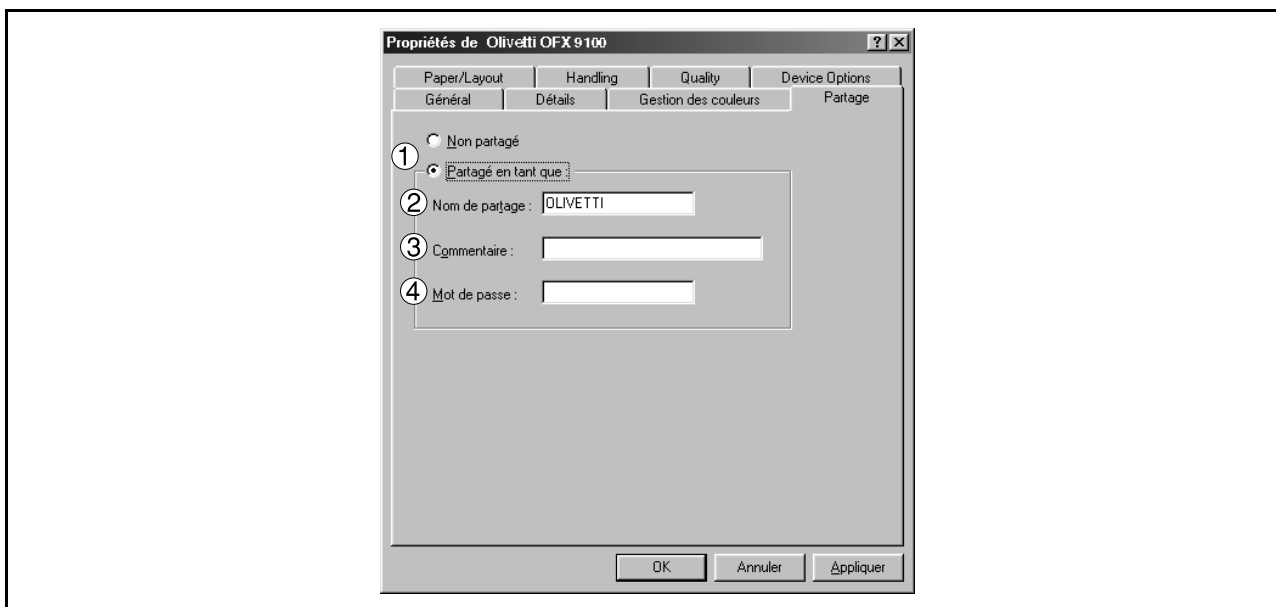 Propriétés de Olivetti OFX 9100
Paper/Layout Handling Quality Device Options
Général Détails Gestion des couleurs Partage
Non partagé
1
Partagé en tant que :
2 Nom de partage : OLIVETTI
3 Commentaire :
4 Mot de passe :
OK Annuler Appliquer